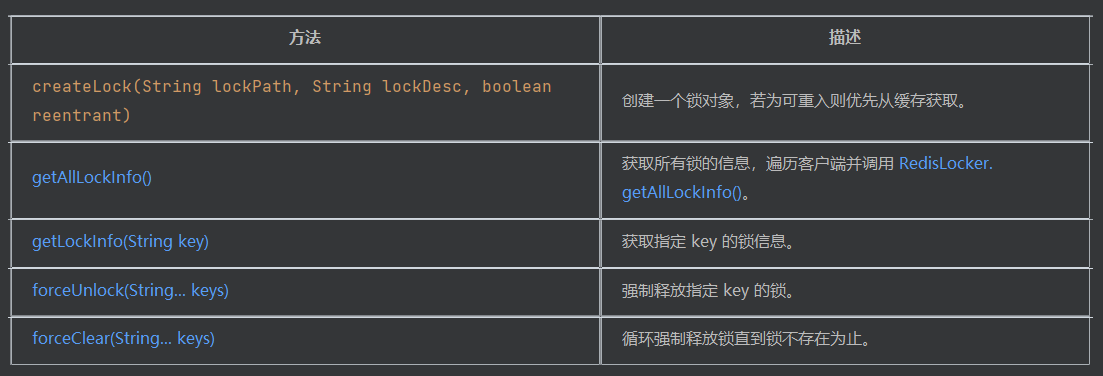 方法
描述
createLock(String lockPath, String lockDesc, boolean
reentrant)
创建一个锁对象，若为可重入则优先从缓存获取。
getAllLockInfo()
获取所有锁的信息，遍历客户端并调用 RedisLocker.
getAllLockInfo()。
getLockInfo(String key)
获取指定 key 的锁信息。
forceUnlock(String... keys)
强制释放指定 key 的锁。
forceClear(String... keys)
循环强制释放锁直到锁不存在为止。